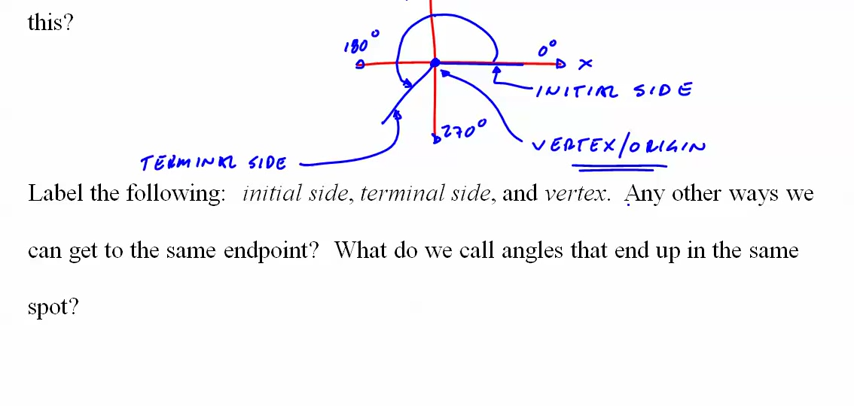 this?
180°
0°
x
INITIAL SIDE
270°
VERTEX/ORIGIN
TERMINAL SIDE
Label the following: initial side, terminal side, and vertex. Any other ways we
can get to the same endpoint? What do we call angles that end up in the same
spot?